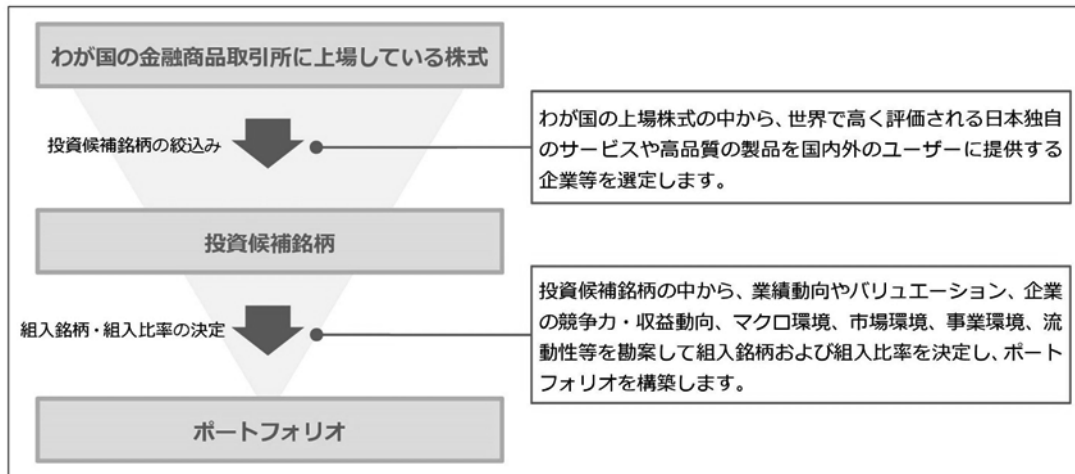 わが国の金融商品取引所に上場している株式
投資候補銘柄の絞込み
わが国の上場株式の中から、世界で高く評価される日本独自
のサービスや高品質の製品を国内外のユーザーに提供する
企業等を選定します。
投資候補銘柄
組入銘柄・組入比率の決定
投資候補銘柄の中から、業績動向やバリュエーション、企業
の競争力・収益動向、マクロ環境、市場環境、事業環境、流
動性等を勘案して組入銘柄および組入比率を決定し、ポート
フォリオを構築します。
ポートフォリオ